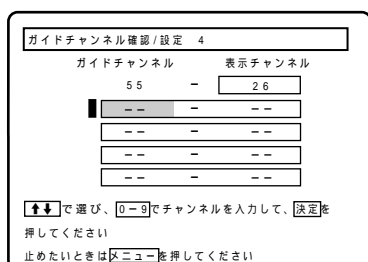 ガイドチャンネル確認/設定 4
ガイドチャンネル 表示チャンネル
55 - 26
-- - --
-- - --
-- - --
-- - --
↑↓で選び、0-9でチャンネルを入力して、決定を
押してください
止めたいときはメニューを押してください